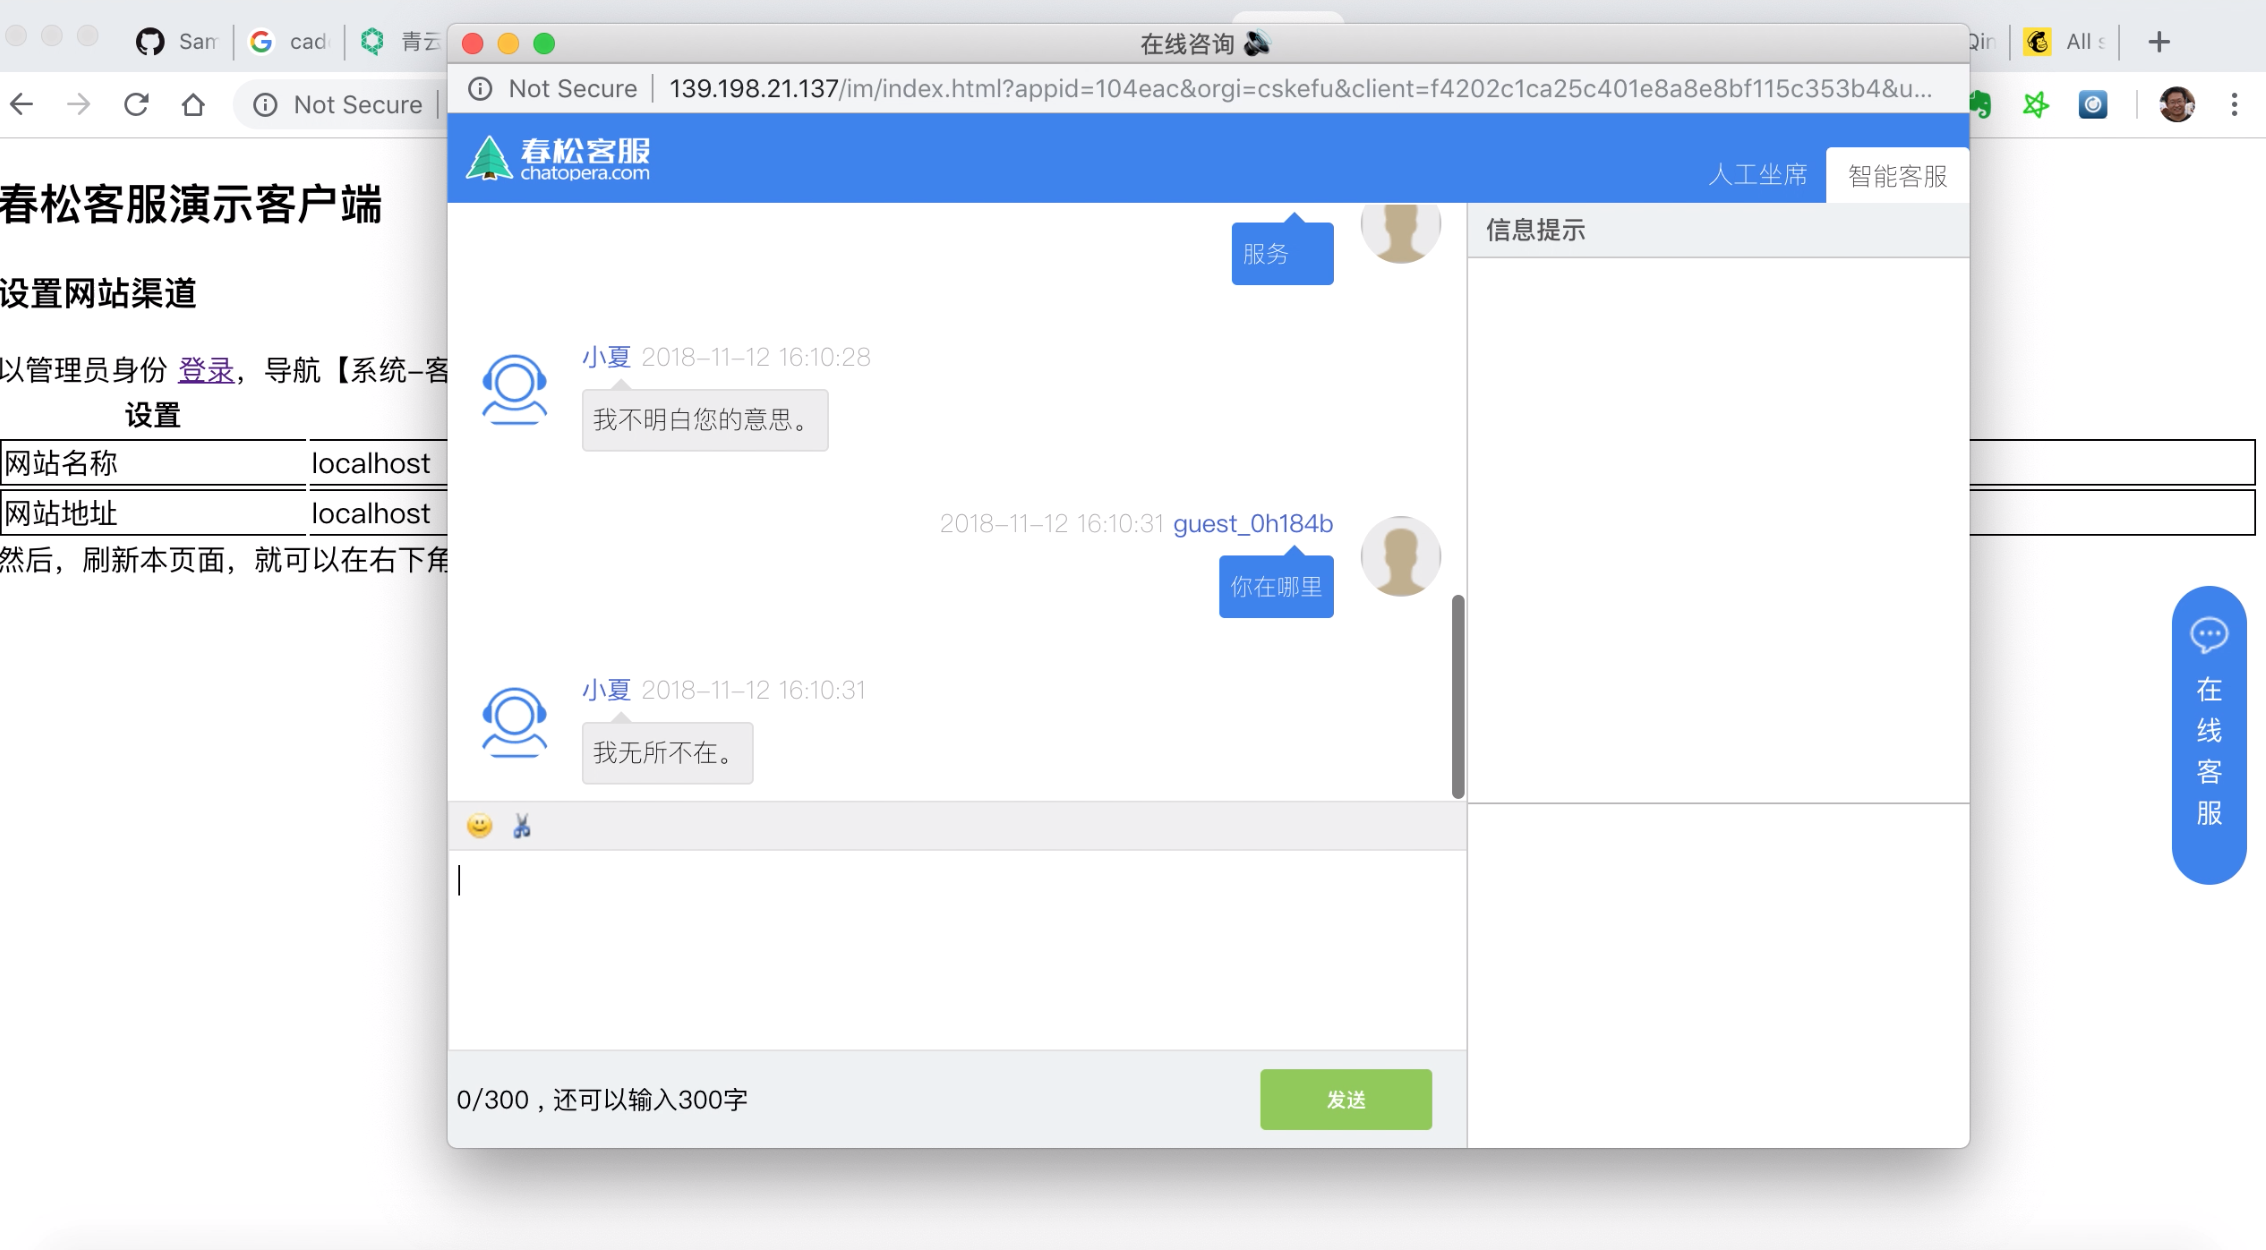 Sam
cad
青云
在线咨询
Qin
All s
Not Secure
Not Secure 139.198.21.137/im/index.html?appid=104eac&orgi=cskefu&client=f4202c1ca25c401e8a8e8bf115c353b4&u...
春松客服
chatopera.com
人工坐席
智能客服
春松客服演示客户端
设置网站渠道
以管理员身份 登录，导航【系统-客
设置
网站名称 localhost
网站地址 localhost
然后，刷新本页面，就可以在右下角
信息提示
服务
小夏 2018-11-12 16:10:28
我不明白您的意思。
2018-11-12 16:10:31 guest_0h184b
你在哪里
小夏 2018-11-12 16:10:31
我无所不在。
0/300 , 还可以输入300字
发送
在线客服